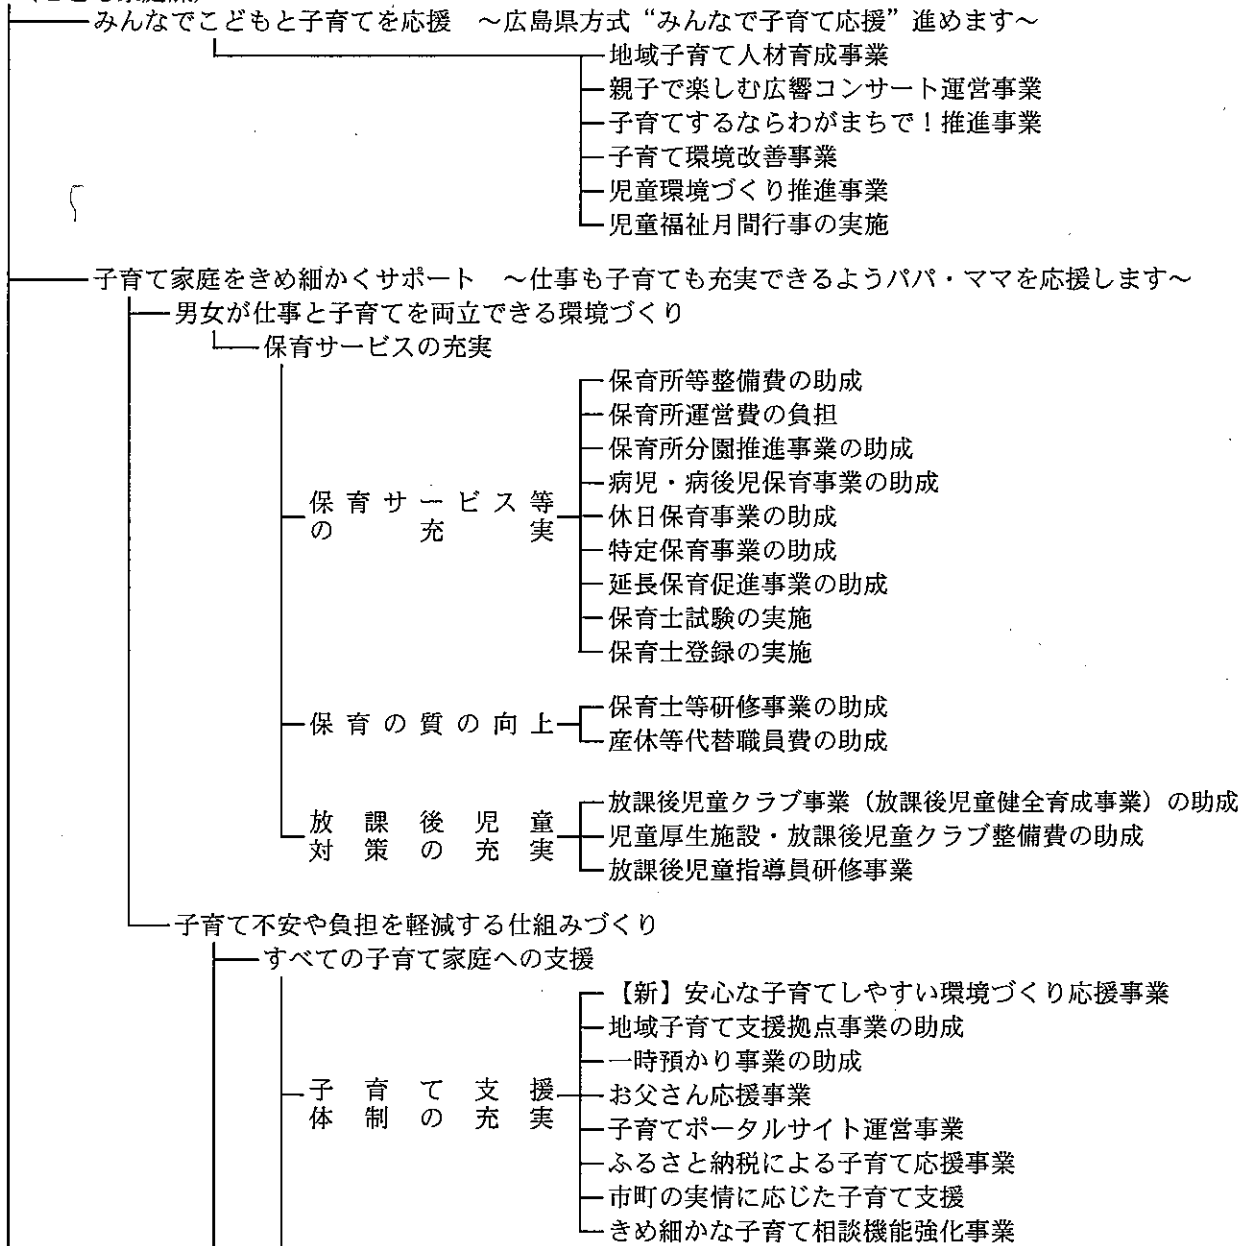 みんなでこどもと子育てを応援　～広島県方式“みんなで子育て応援”進めます～
地域子育て人材育成事業
親子で楽しむ広響コンサート運営事業
子育てするならわがまちで！推進事業
子育て環境改善事業
児童環境づくり推進事業
児童福祉月間行事の実施
子育て家庭をきめ細かくサポート　～仕事も子育ても充実できるようパパ・ママを応援します～
男女が仕事と子育てを両立できる環境づくり
保育サービスの充実
保育サービス等
の充実
保育所等整備費の助成
保育所運営費の負担
保育所分園推進事業の助成
病児・病後児保育事業の助成
休日保育事業の助成
特定保育事業の助成
延長保育促進事業の助成
保育士試験の実施
保育士登録の実施
保育の質の向上
保育士等研修事業の助成
産休等代替職員費の助成
放課後児童
対策の充実
放課後児童クラブ事業（放課後児童健全育成事業）の助成
児童厚生施設・放課後児童クラブ整備費の助成
放課後児童指導員研修事業
子育て不安や負担を軽減する仕組みづくり
すべての子育て家庭への支援
子育て支援
体制の充実
【新】安心な子育てしやすい環境づくり応援事業
地域子育て支援拠点事業の助成
一時預かり事業の助成
お父さん応援事業
子育てポータルサイト運営事業
ふるさと納税による子育て応援事業
市町の実情に応じた子育て支援
きめ細かな子育て相談機能強化事業